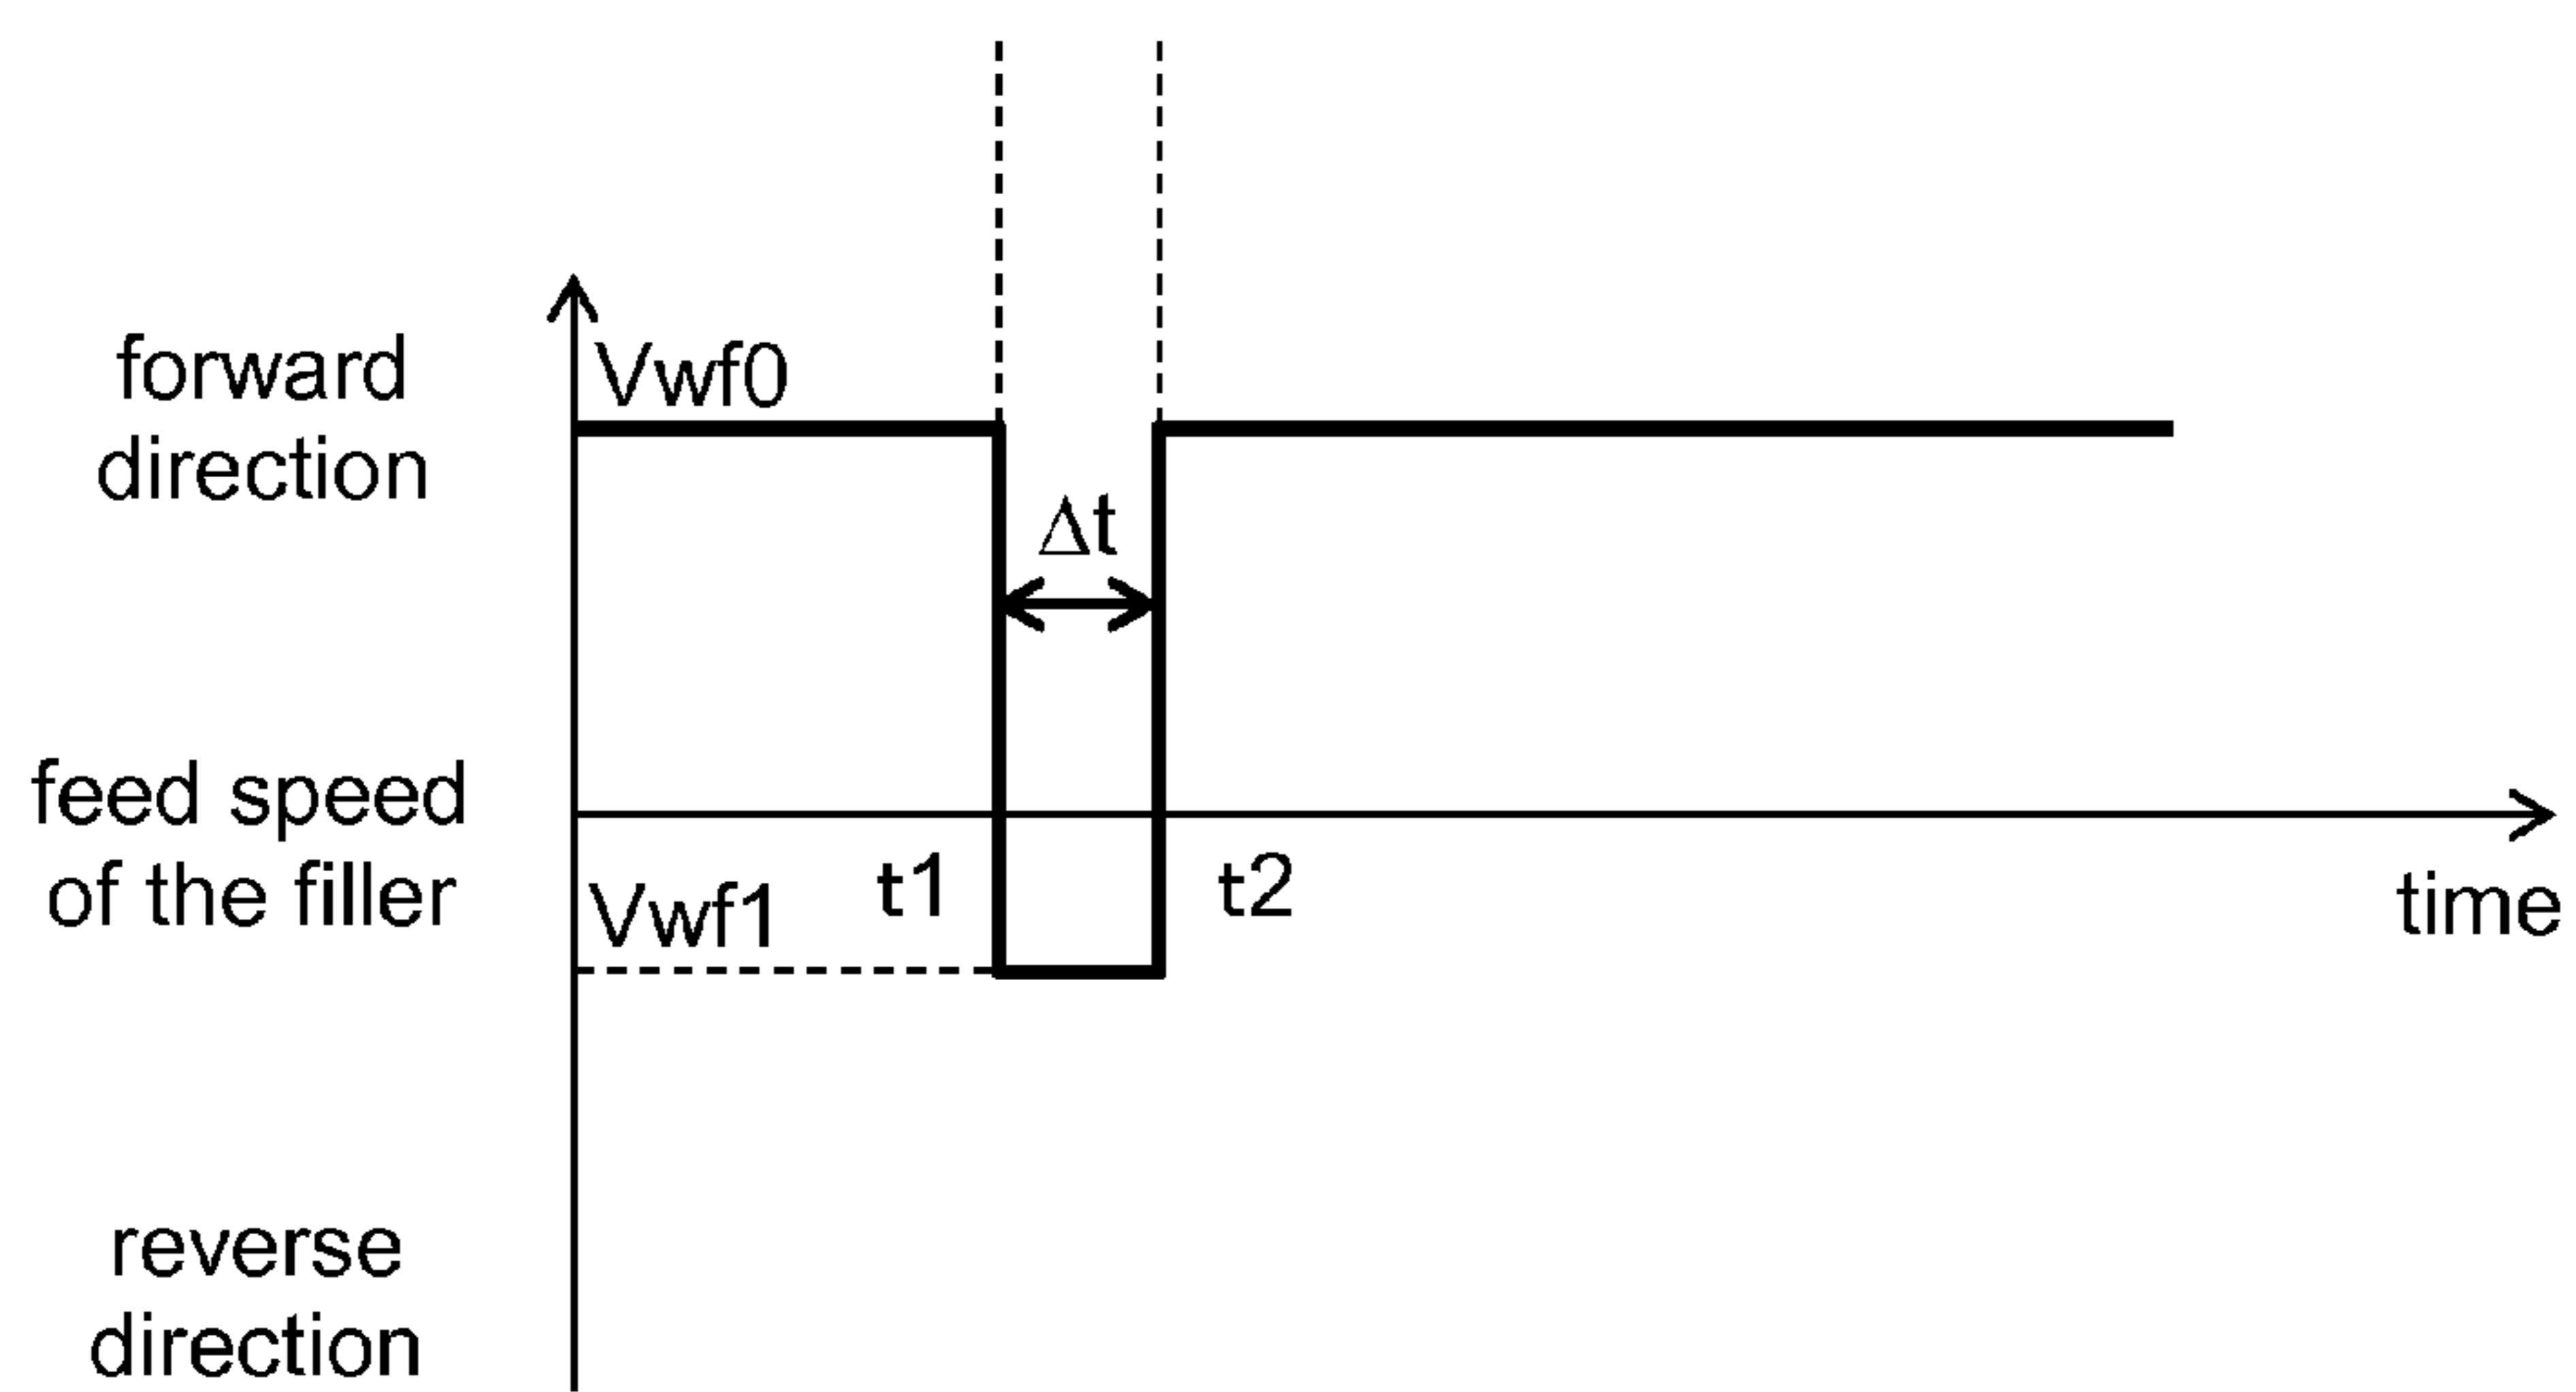 forward
direction
Vwf0
Δt
feed speed
of the filler
t1
t2
Vwf1
time
reverse
direction